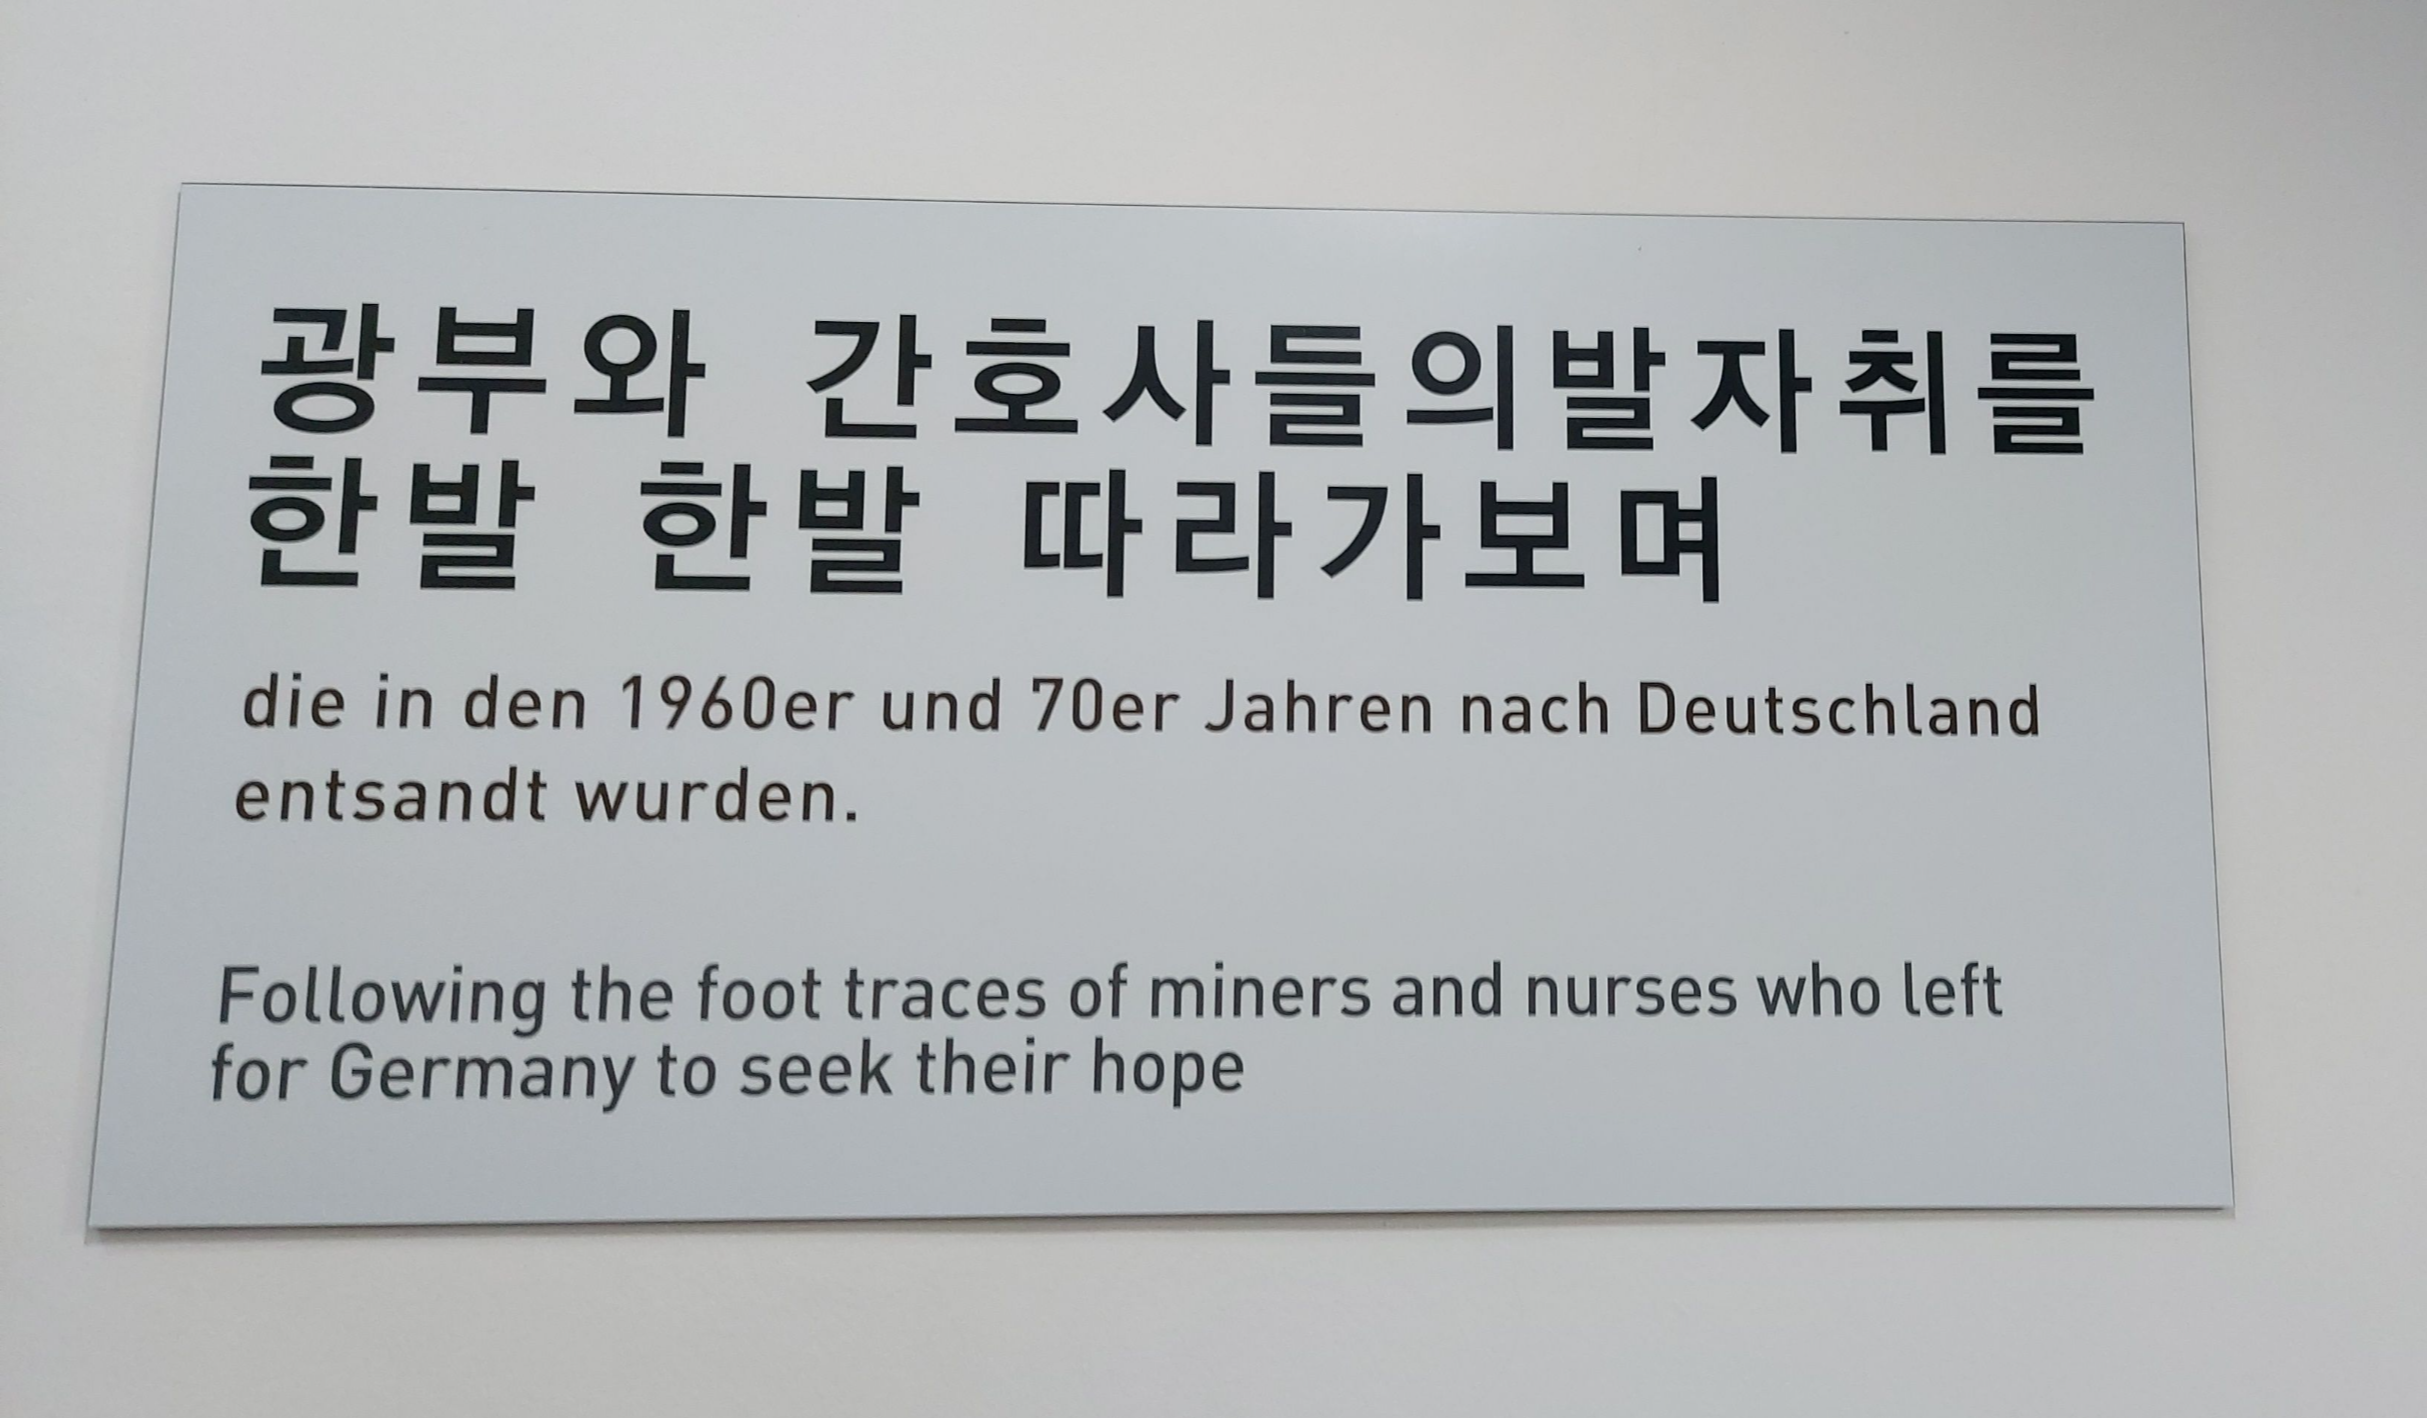 광부와 간호사들의발자취를
한발 한발 따라가보며
die in den 1960er und 70er Jahren nach Deutschland
entsandt wurden.
Following the foot traces of miners and nurses who left
for Germany to seek their hope